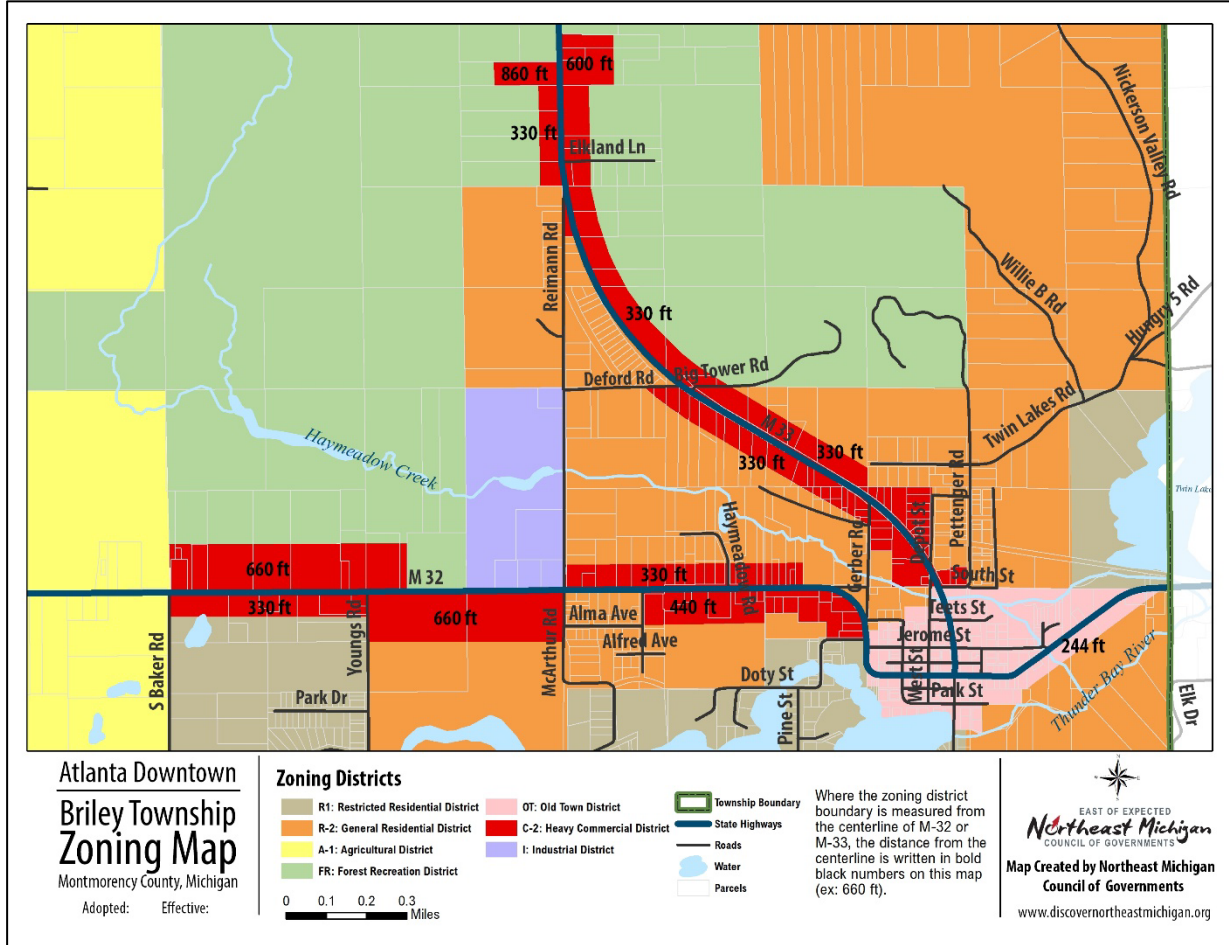 860 ft
600 ft
330 ft
Elkland Ln
Nickerson Valley Rd
Reimann Rd
Willie B Rd
Hungry 5 Rd
330 ft
Deford Rd
Big Tower Rd
Twin Lakes Rd
M 33
330 ft
330 ft
Haymeadow Creek
Pettenger Rd
Twin Lake
Haymeadow Rd
Gerber Rd
Depot St
660 ft
M 32
330 ft
South St
330 ft
660 ft
440 ft
Teets St
Alma Ave
Jerome St
Alfred Ave
244 ft
S Baker Rd
Youngs Rd
McArthur Rd
Doty St
West St
Park St
Thunder Bay River
Park Dr
Pine St
Elk Dr
Atlanta Downtown
Briley Township
Zoning Map
Montmorency County, Michigan
Adopted: Effective:
Zoning Districts
R1: Restricted Residential District
R-2: General Residential District
A-1: Agricultural District
FR: Forest Recreation District
OT: Old Town District
C-2: Heavy Commercial District
I: Industrial District
0 0.1 0.2 0.3
Miles
Township Boundary
State Highways
Roads
Water
Parcels
Where the zoning district
boundary is measured from
the centerline of M-32 or
M-33, the distance from the
centerline is written in bold
black numbers on this map
(ex: 660 ft).
EAST OF EXPECTED
Northeast Michigan
COUNCIL OF GOVERNMENTS
Map Created by Northeast Michigan
Council of Governments
www.discovernortheastmichigan.org